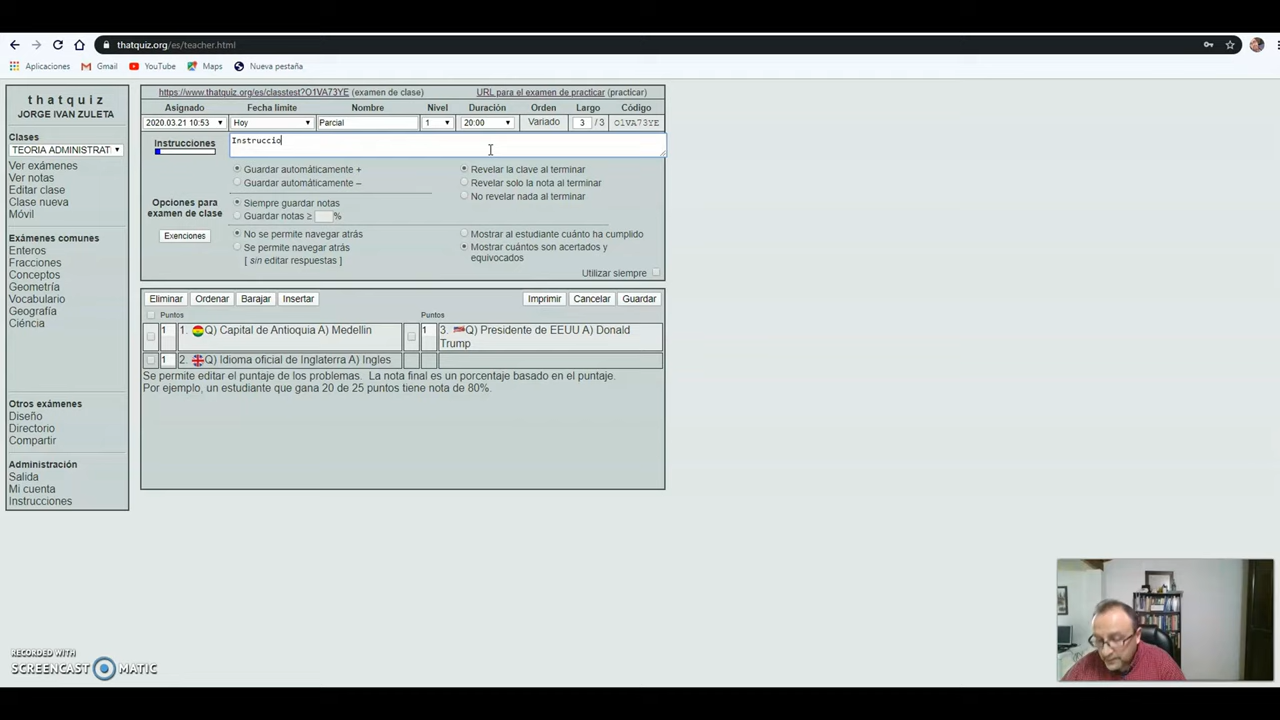 thatquiz.org/es/teacher.html
Aplicaciones Gmail YouTube Maps Nueva pestaña
thatquiz
JORGE IVAN ZULETA
Clases
TEORIA ADMINISTRAT
Ver exámenes
Ver notas
Editar clase
Clase nueva
Móvil
Exámenes comunes
Enteros
Fracciones
Conceptos
Geometría
Vocabulario
Geografía
Ciéncia
Otros exámenes
Diseño
Directorio
Compartir
Administración
Salida
Mi cuenta
Instrucciones
https://www.thatquiz.org/es/classtest?O1VA73YE (examen de clase) URL para el examen de practicar (practicar)
Asignado Fecha límite Nombre Nivel Duración Orden Largo Código
2020.03.21 10:53 Hoy Parcial 1 20:00 Variado 3 / 3 O1VA73YE
Instrucciones Instruccio
Opciones para
examen de clase
Exenciones
Guardar automáticamente +
Guardar automáticamente –
Siempre guardar notas
Guardar notas ≥ %
No se permite navegar atrás
Se permite navegar atrás
[ sin editar respuestas ]
Revelar la clave al terminar
Revelar solo la nota al terminar
No revelar nada al terminar
Mostrar al estudiante cuánto ha cumplido
Mostrar cuántos son acertados y
equivocados
Utilizar siempre
Eliminar Ordenar Barajar Insertar Imprimir Cancelar Guardar
Puntos Puntos
1 1. Q) Capital de Antioquia A) Medellin
1 3. Q) Presidente de EEUU A) Donald
Trump
1 2. Q) Idioma oficial de Inglaterra A) Ingles
Se permite editar el puntaje de los problemas. La nota final es un porcentaje basado en el puntaje.
Por ejemplo, un estudiante que gana 20 de 25 puntos tiene nota de 80%.
RECORDED WITH
SCREENCAST MATIC